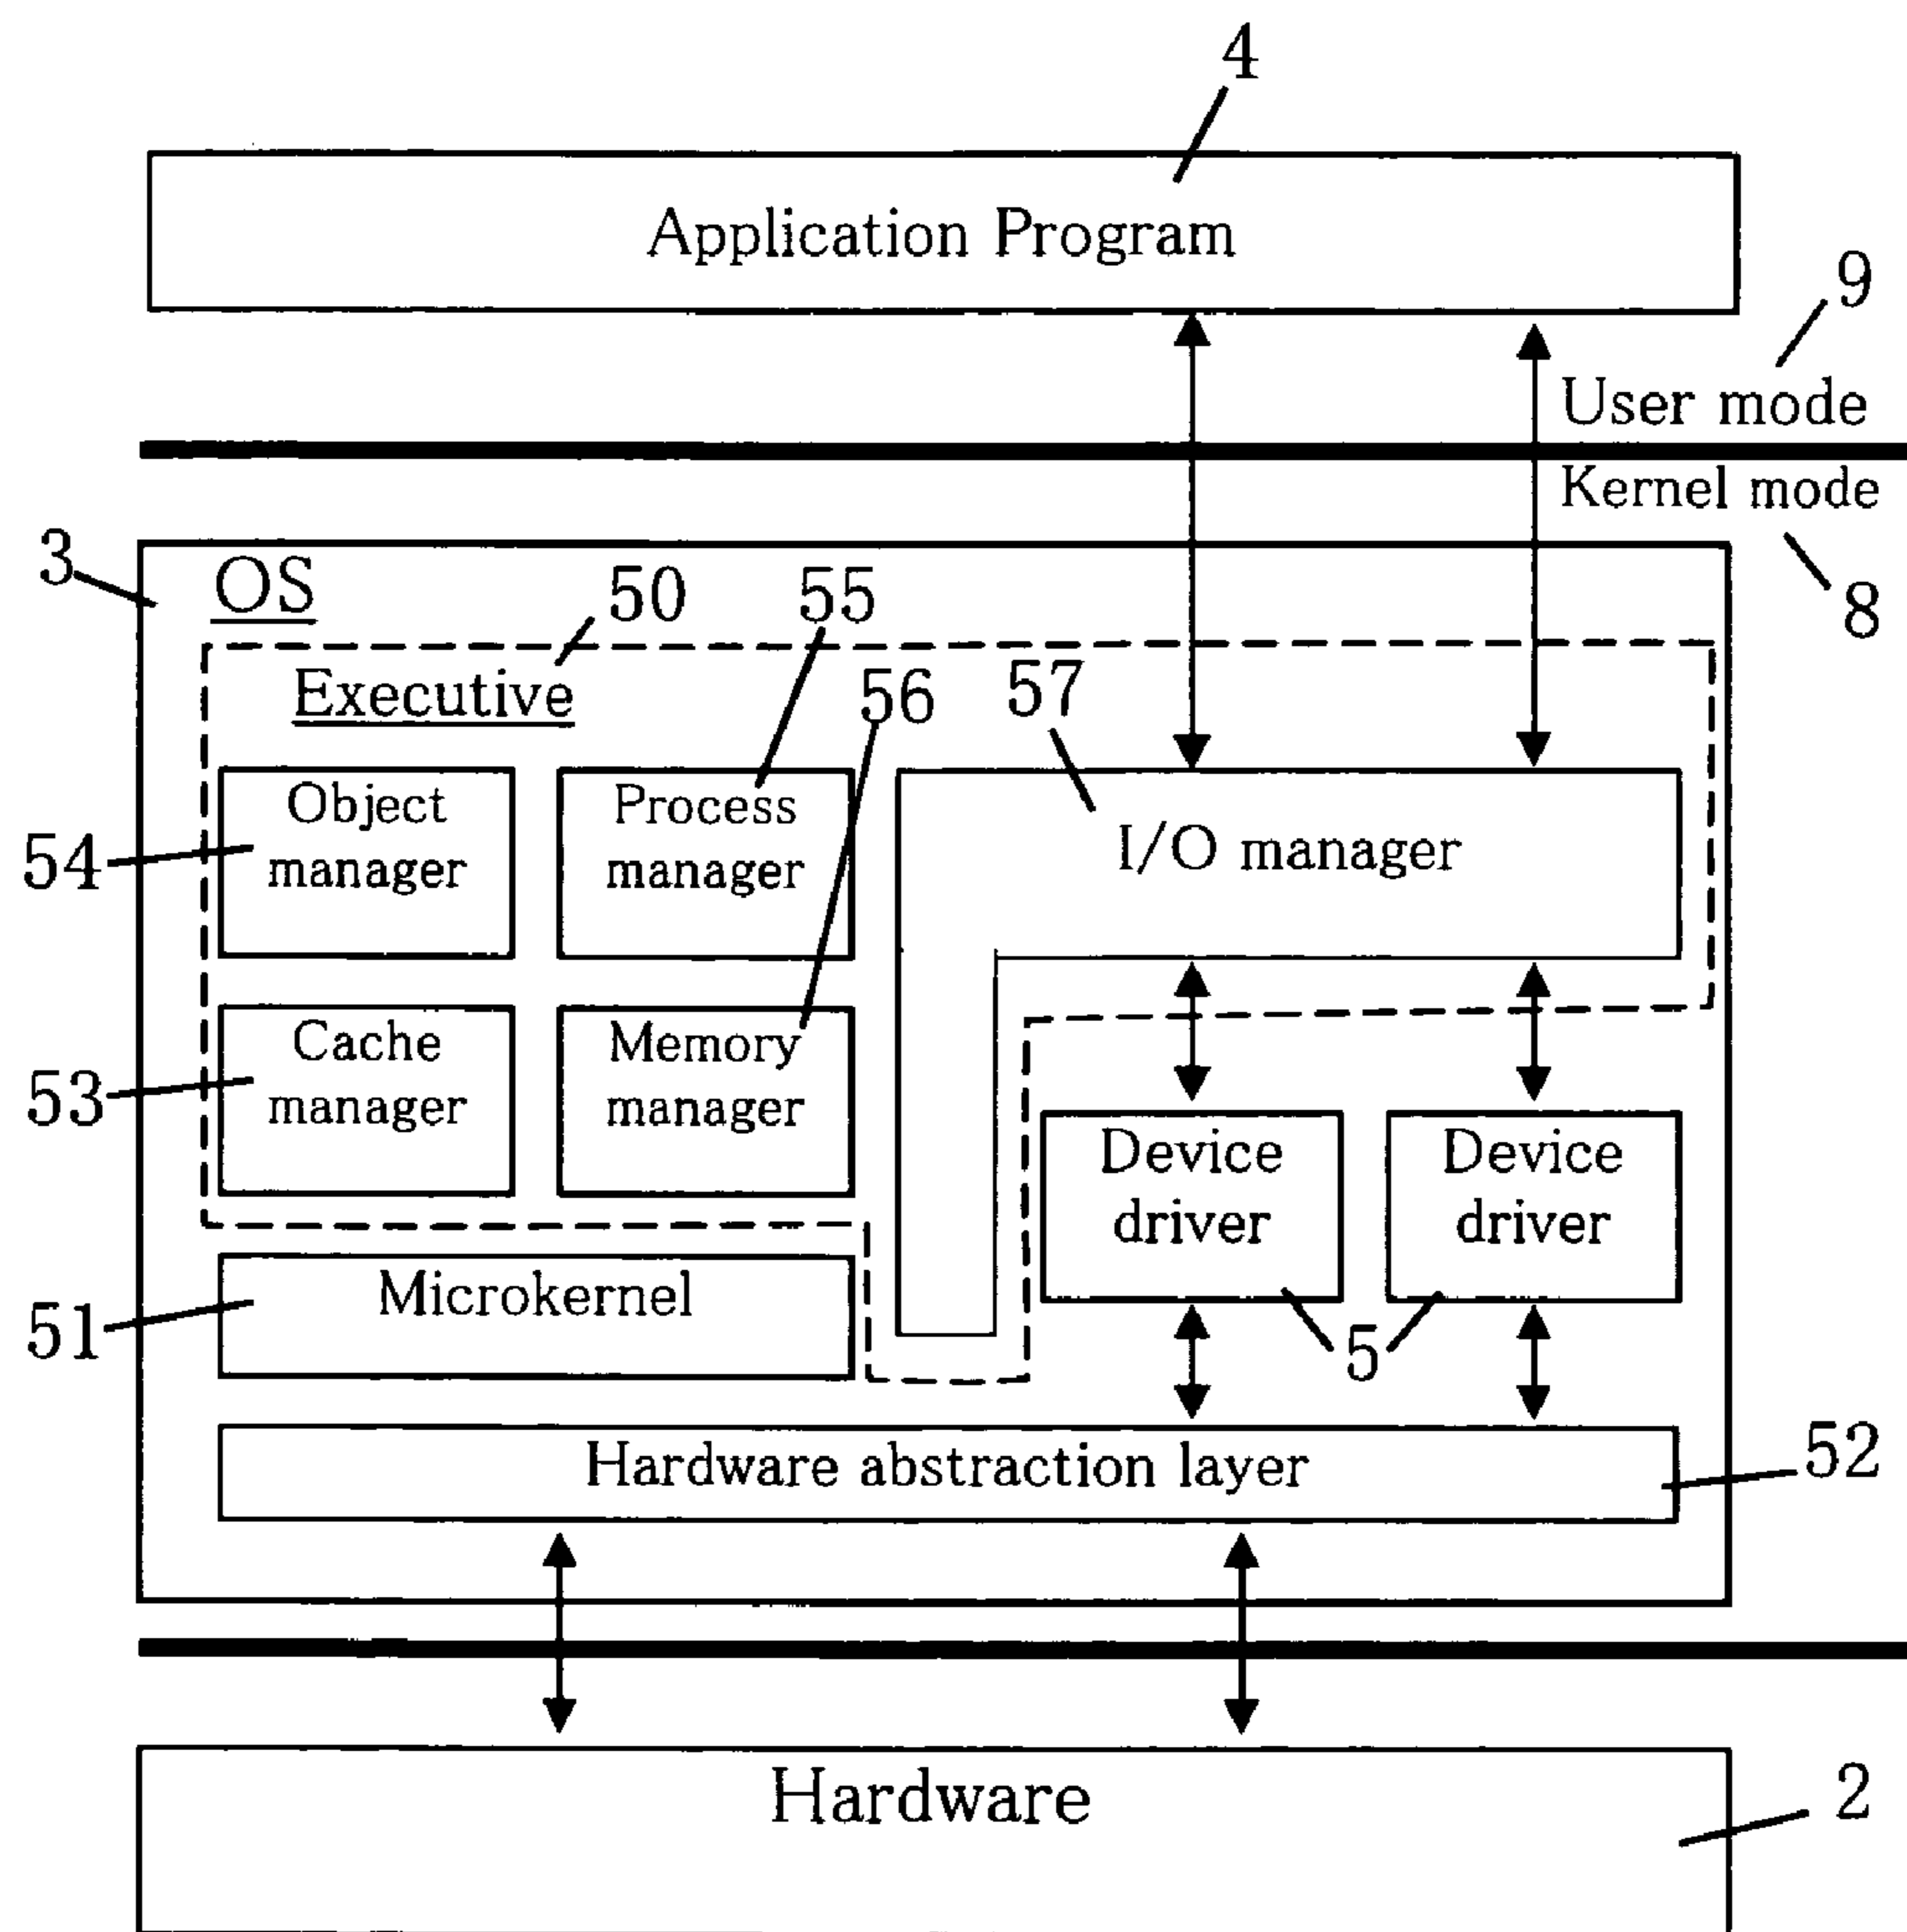 4
Application Program
9
User mode
Kernel mode
8
3
OS
50
55
Executive
56
57
Object
manager
Process
manager
I/O manager
54
Cache
manager
Memory
manager
53
Device
driver
Device
driver
Microkernel
51
5
Hardware abstraction layer
52
Hardware
2